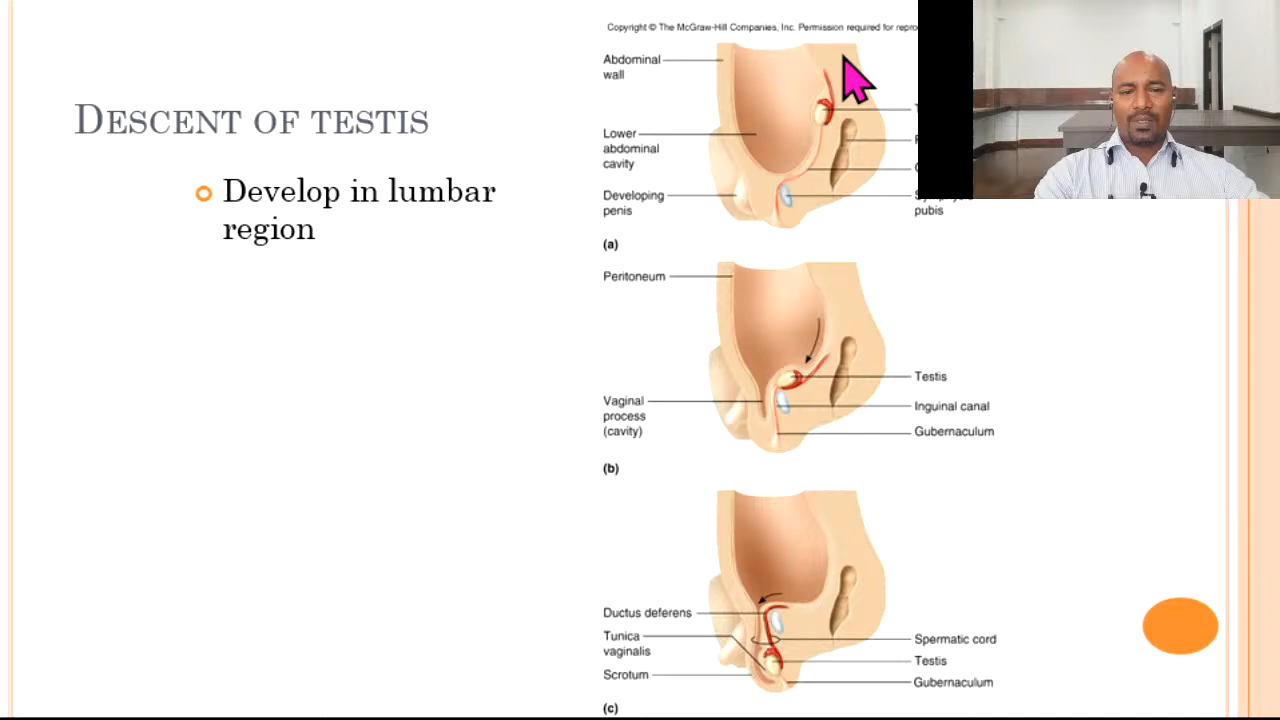 Copyright © The McGraw-Hill Companies, Inc. Permission required for
DESCENT OF TESTIS
Develop in lumbar
region
Abdominal
wall
Lower
abdominal
cavity
Developing
penis
pubis
(a)
Peritoneum
Testis
Vaginal
process
(cavity)
Inguinal canal
Gubernaculum
(b)
Ductus deferens
Tunica
vaginalis
Scrotum
Spermatic cord
Testis
Gubernaculum
(c)